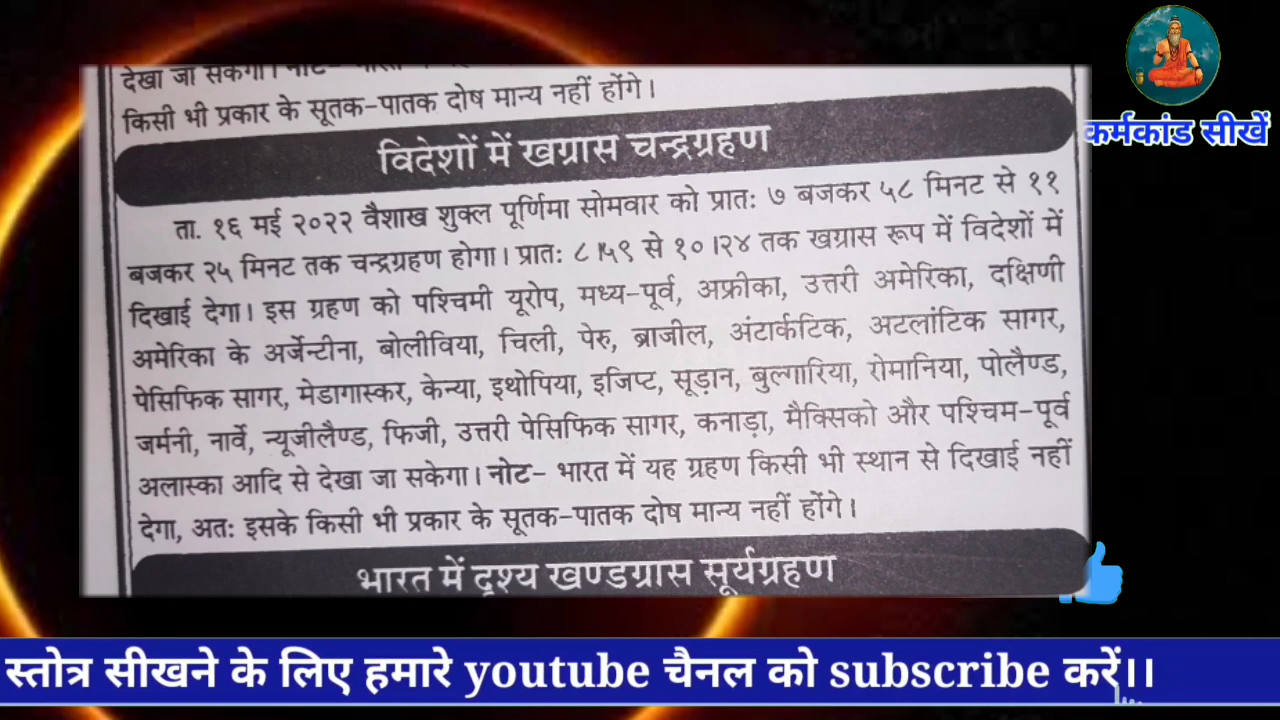 देखा जा सकेगा। नोट-
किसी भी प्रकार के सूतक-पातक दोष मान्य नहीं होंगे।
विदेशों में खग्रास चन्द्रग्रहण
ता. १६ मई २०२२ वैशाख शुक्ल पूर्णिमा सोमवार को प्रातः ७ बजकर ५८ मिनट से ११
बजकर २५ मिनट तक चन्द्रग्रहण होगा। प्रातः ८।५९ से १०।२४ तक खग्रास रूप में विदेशों में
दिखाई देगा। इस ग्रहण को पश्चिमी यूरोप, मध्य-पूर्व, अफ्रीका, उत्तरी अमेरिका, दक्षिणी
अमेरिका के अर्जेन्टीना, बोलीविया, चिली, पेरु, ब्राजील, अंटार्कटिक, अटलांटिक सागर,
पेसिफिक सागर, मेडागास्कर, केन्या, इथोपिया, इजिप्ट, सूड़ान, बुल्गारिया, रोमानिया, पोलैण्ड,
जर्मनी, नार्वे, न्यूजीलैण्ड, फिजी, उत्तरी पेसिफिक सागर, कनाड़ा, मैक्सिको और पश्चिम-पूर्व
अलास्का आदि से देखा जा सकेगा। नोट- भारत में यह ग्रहण किसी भी स्थान से दिखाई नहीं
देगा, अतः इसके किसी भी प्रकार के सूतक-पातक दोष मान्य नहीं होंगे।
भारत में दृश्य खण्डग्रास सूर्यग्रहण
कर्मकांड सीखें
स्तोत्र सीखने के लिए हमारे youtube चैनल को subscribe करें।।